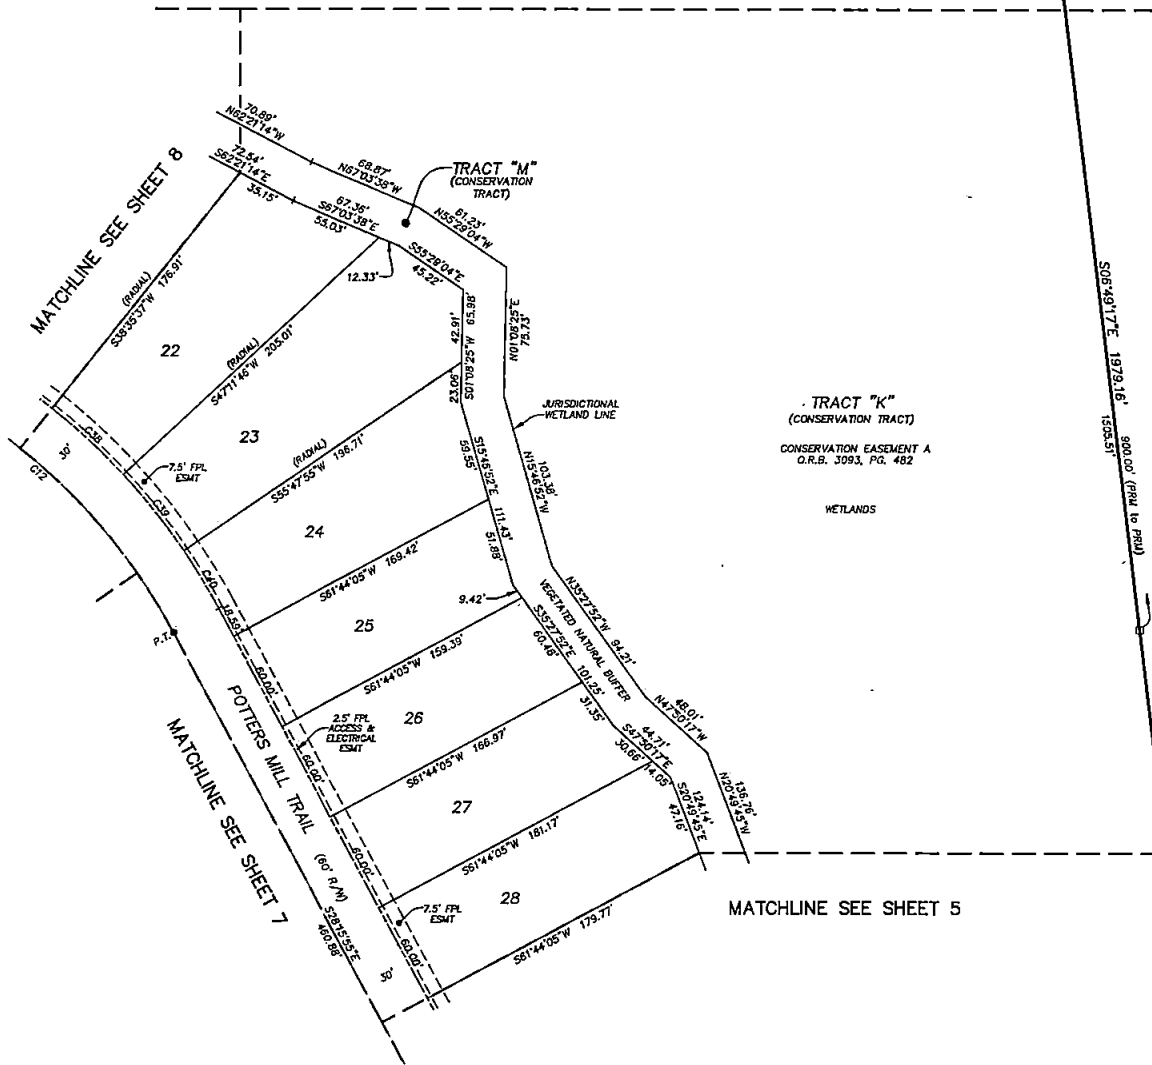 70.89'
N62°21'14"W
72.54'
S62°21'14"E
35.15'
68.87'
N67°03'38"W
67.36'
S67°03'38"E
55.03'
TRACT "M"
(CONSERVATION
TRACT)
61.23'
N55°29'04"W
S55°29'04"E
45.22'
12.33'
MATCHLINE SEE SHEET 8
(RADIAL)
S38°35'37"W 176.91'
22
(RADIAL)
S47°11'46"W 205.01'
N01°08'25"E
75.73'
42.91'
S01°08'25"W 65.98'
23.06'
23
(RADIAL)
S55°47'55"W 196.71'
JURISDICTIONAL
WETLAND LINE
TRACT "K"
(CONSERVATION TRACT)
CONSERVATION EASEMENT A
O.R.B. 3093, PG. 482
WETLANDS
S06°49'17"E 1979.16'
1505.51'
900.00' (PRM to PRM)
C38
30'
C12
7.5' FPL
ESMT
C39
S15°46'52"E 111.43'
59.55'
51.88'
103.38'
N15°46'52"W
24
S61°44'05"W 169.42'
C40
18.59'
9.42'
25
S61°44'05"W 159.39'
P.T.
VEGETATED NATURAL BUFFER
N35°27'52"W 94.21'
S35°27'52"E 101.25'
60.48'
31.35'
60.00'
26
2.5' FPL
ACCESS &
ELECTRICAL
ESMT
S61°44'05"W 166.97'
48.01'
N47°50'17"W
44.71'
S47°50'17"E
30.66'
14.05'
136.76'
N20°49'45"W
124.14'
S20°49'45"E
47.16'
60.00'
27
S61°44'05"W 181.17'
POTTERS MILL TRAIL
(60' R/W)
MATCHLINE SEE SHEET 7
60.00'
28
7.5' FPL
ESMT
S28°15'55"E
460.88'
60.00'
30'
S61°44'05"W 179.77'
MATCHLINE SEE SHEET 5